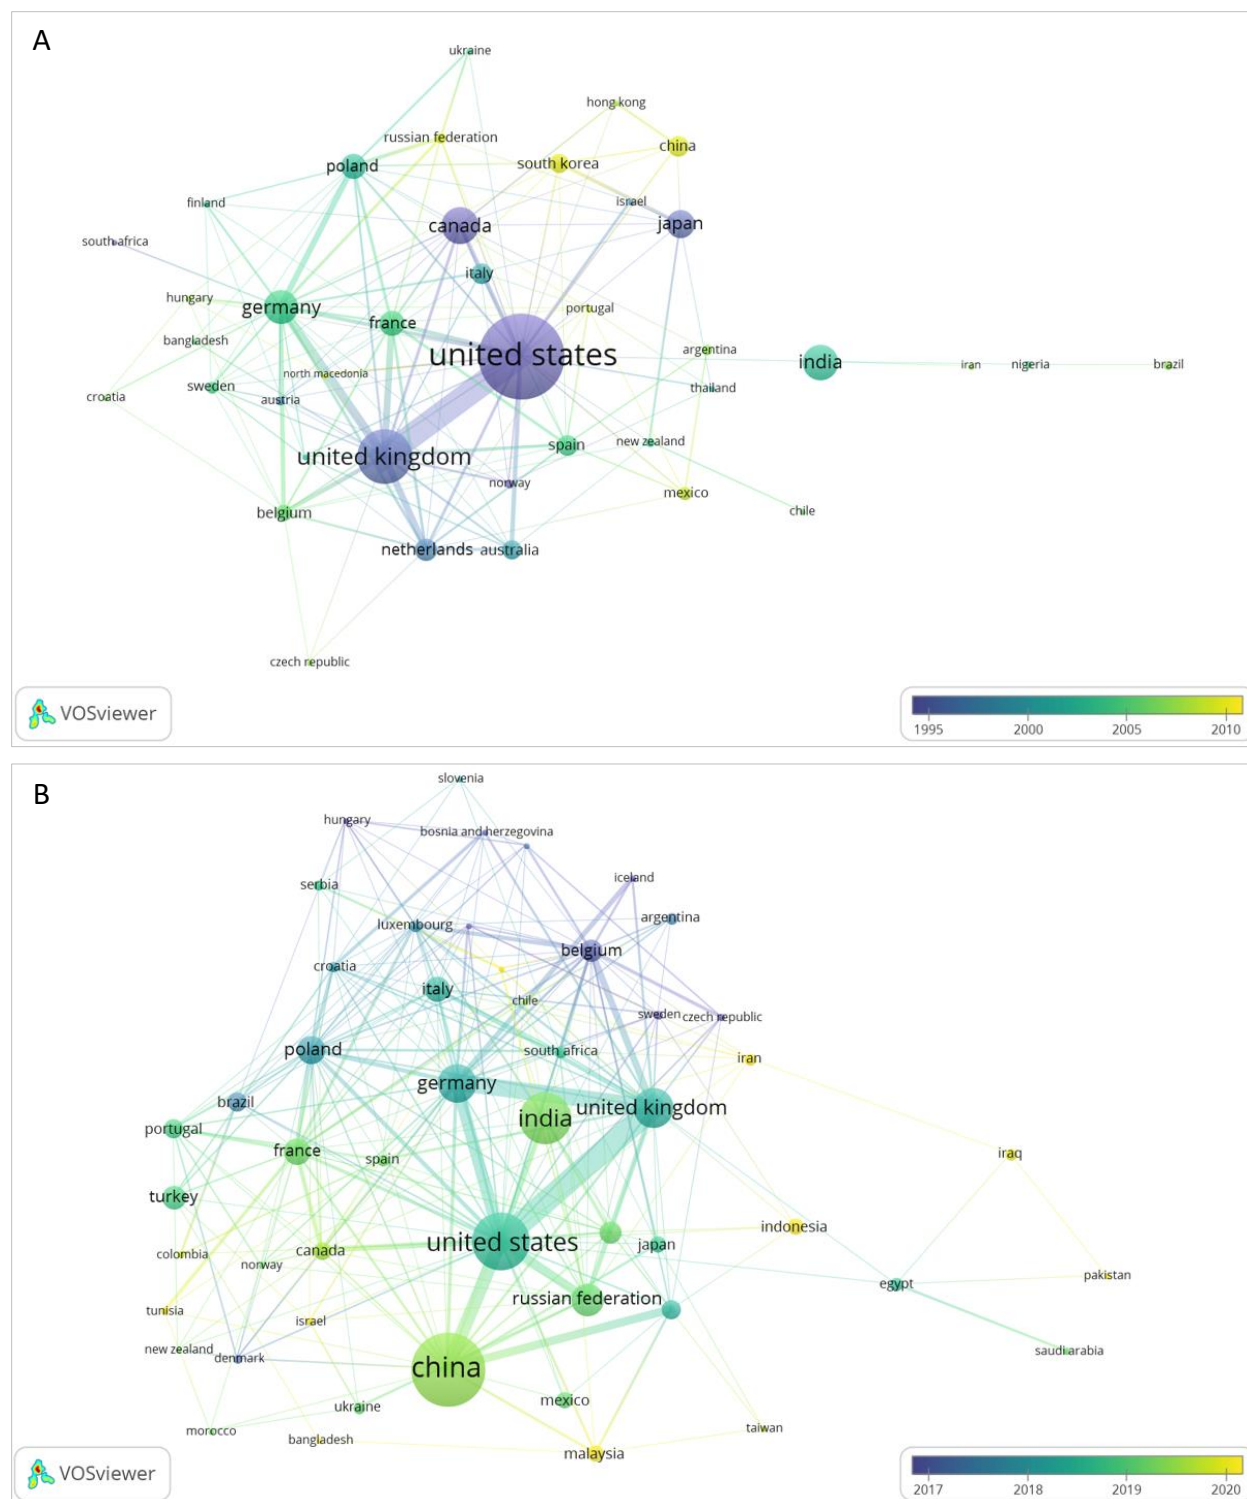 A
ukraine
hong kong
russian federation
china
poland
south korea
finland
israel
south africa
canada
japan
italy
hungary
germany
portugal
france
bangladesh
united states
argentina
india
iran
nigeria
brazil
north macedonia
sweden
thailand
croatia
austria
spain
new zealand
united kingdom
norway
mexico
belgium
chile
netherlands
australia
czech republic
VOSviewer
1995 2000 2005 2010
B
slovenia
hungary
bosnia and herzegovina
iceland
serbia
argentina
luxembourg
belgium
croatia
italy
chile
sweden
czech republic
poland
south africa
iran
germany
brazil
india
united kingdom
portugal
france
spain
iraq
turkey
indonesia
united states
japan
colombia
canada
norway
pakistan
egypt
russian federation
tunisia
israel
new zealand
denmark
saudi arabia
china
mexico
ukraine
taiwan
morocco
bangladesh
malaysia
VOSviewer
2017 2018 2019 2020